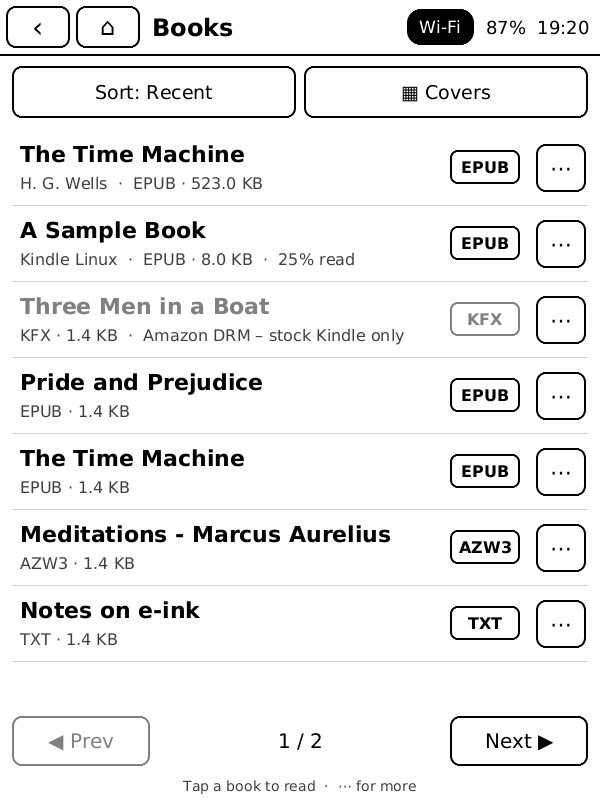 ‹ ⌂ Books Wi-Fi 87% 19:20
Sort: Recent ▦ Covers
The Time Machine
H. G. Wells · EPUB · 523.0 KB
EPUB ⋯
A Sample Book
Kindle Linux · EPUB · 8.0 KB · 25% read
EPUB ⋯
Three Men in a Boat
KFX · 1.4 KB · Amazon DRM – stock Kindle only
KFX ⋯
Pride and Prejudice
EPUB · 1.4 KB
EPUB ⋯
The Time Machine
EPUB · 1.4 KB
EPUB ⋯
Meditations - Marcus Aurelius
AZW3 · 1.4 KB
AZW3 ⋯
Notes on e-ink
TXT · 1.4 KB
TXT ⋯
◀ Prev 1 / 2 Next ▶
Tap a book to read · ⋯ for more